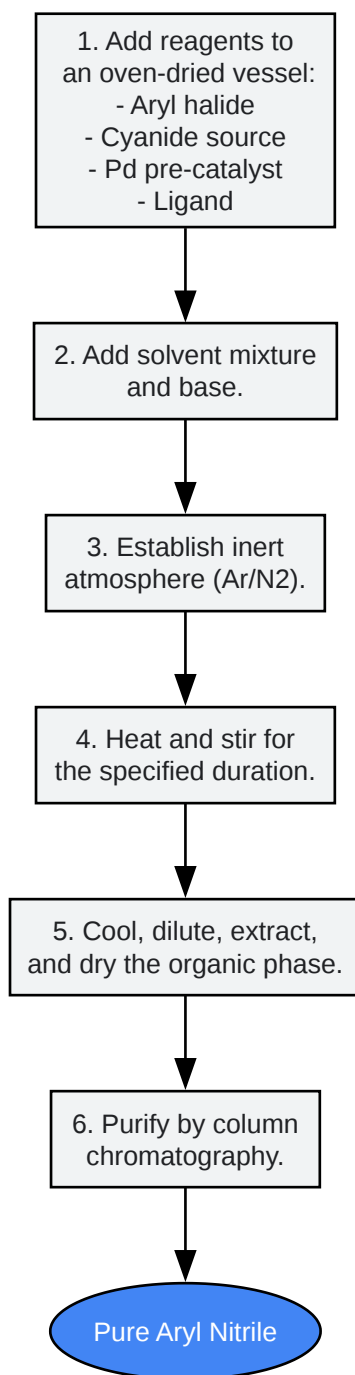 1. Add reagents to
an oven-dried vessel:
- Aryl halide
- Cyanide source
- Pd pre-catalyst
- Ligand
2. Add solvent mixture
and base.
3. Establish inert
atmosphere (Ar/N2).
4. Heat and stir for
the specified duration.
5. Cool, dilute, extract,
and dry the organic phase.
6. Purify by column
chromatography.
Pure Aryl Nitrile